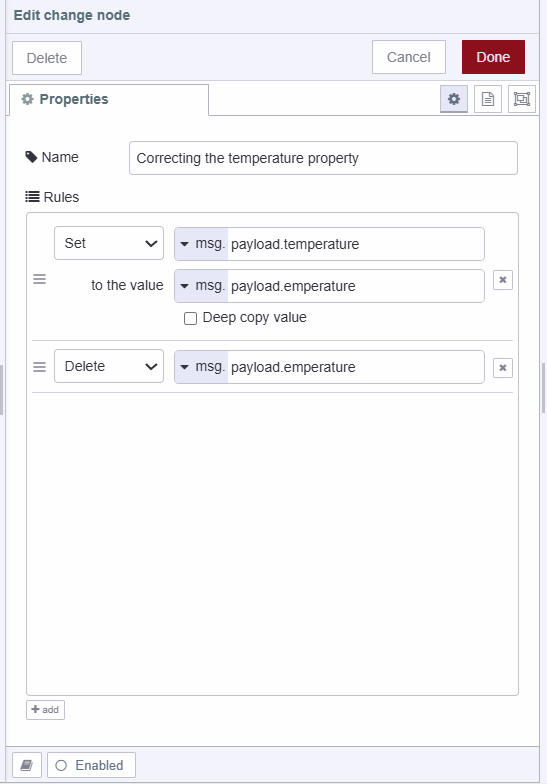 Edit change node
Delete
Cancel
Done
Properties
Name
Correcting the temperature property
Rules
Set
msg. payload.temperature
to the value
msg. payload.emperature
Deep copy value
Delete
msg. payload.emperature
add
Enabled